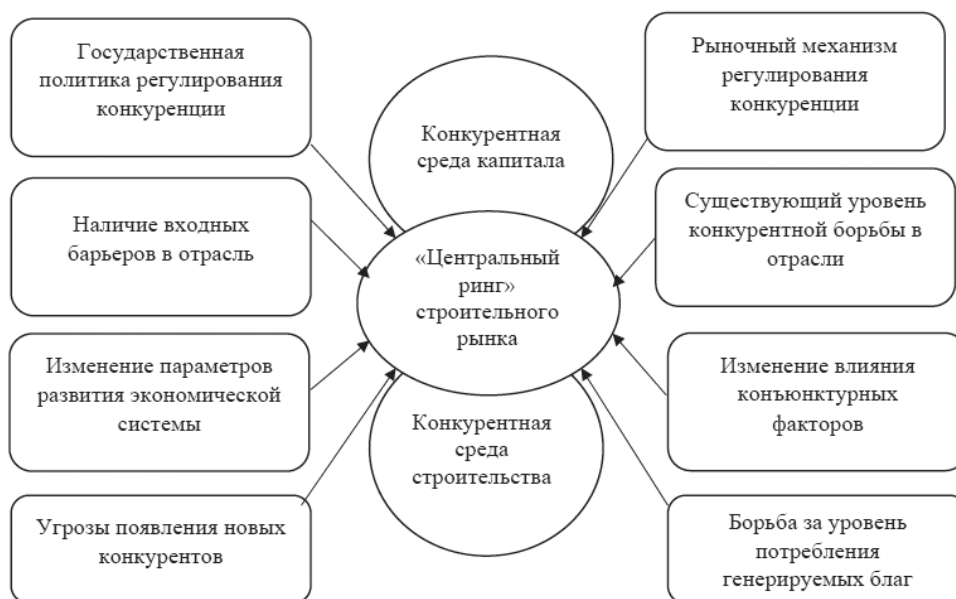 Государственная
политика регулирования
конкуренции
Рыночный механизм
регулирования
конкуренции
Конкурентная
среда капитала
Наличие входных
барьеров в отрасль
Существующий уровень
конкурентной борьбы в
отрасли
«Центральный
ринг»
строительного
рынка
Изменение параметров
развития экономической
системы
Изменение влияния
конъюнктурных
факторов
Конкурентная
среда
строительства
Угрозы появления новых
конкурентов
Борьба за уровень
потребления
генерируемых благ